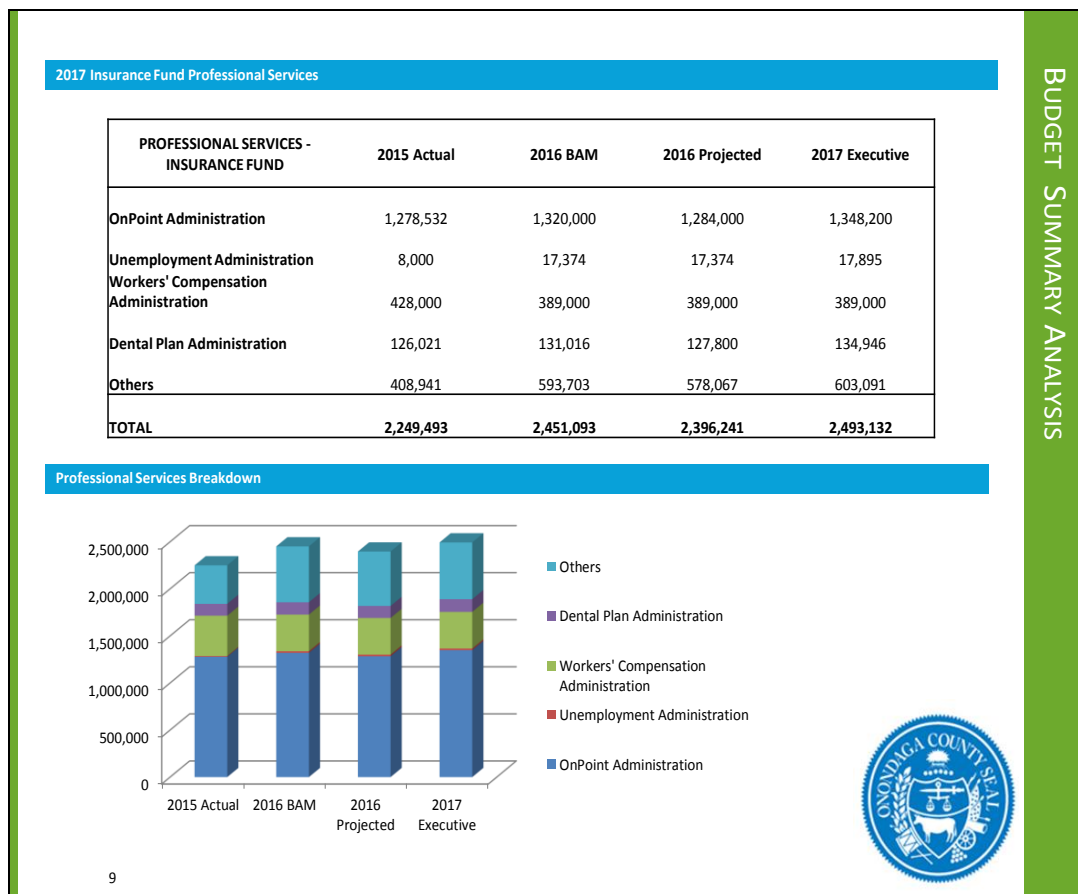 2017 Insurance Fund Professional Services
PROFESSIONAL SERVICES - INSURANCE FUND 2015 Actual 2016 BAM 2016 Projected 2017 Executive
OnPoint Administration 1,278,532 1,320,000 1,284,000 1,348,200
Unemployment Administration 8,000 17,374 17,374 17,895
Workers' Compensation
Administration 428,000 389,000 389,000 389,000
Dental Plan Administration 126,021 131,016 127,800 134,946
Others 408,941 593,703 578,067 603,091
TOTAL 2,249,493 2,451,093 2,396,241 2,493,132
Professional Services Breakdown
2,500,000
2,000,000
1,500,000
1,000,000
500,000
0
2015 Actual 2016 BAM 2016 Projected 2017 Executive
Others
Dental Plan Administration
Workers' Compensation
Administration
Unemployment Administration
OnPoint Administration
ONONDAGA COUNTY SEAL
9
BUDGET SUMMARY ANALYSIS